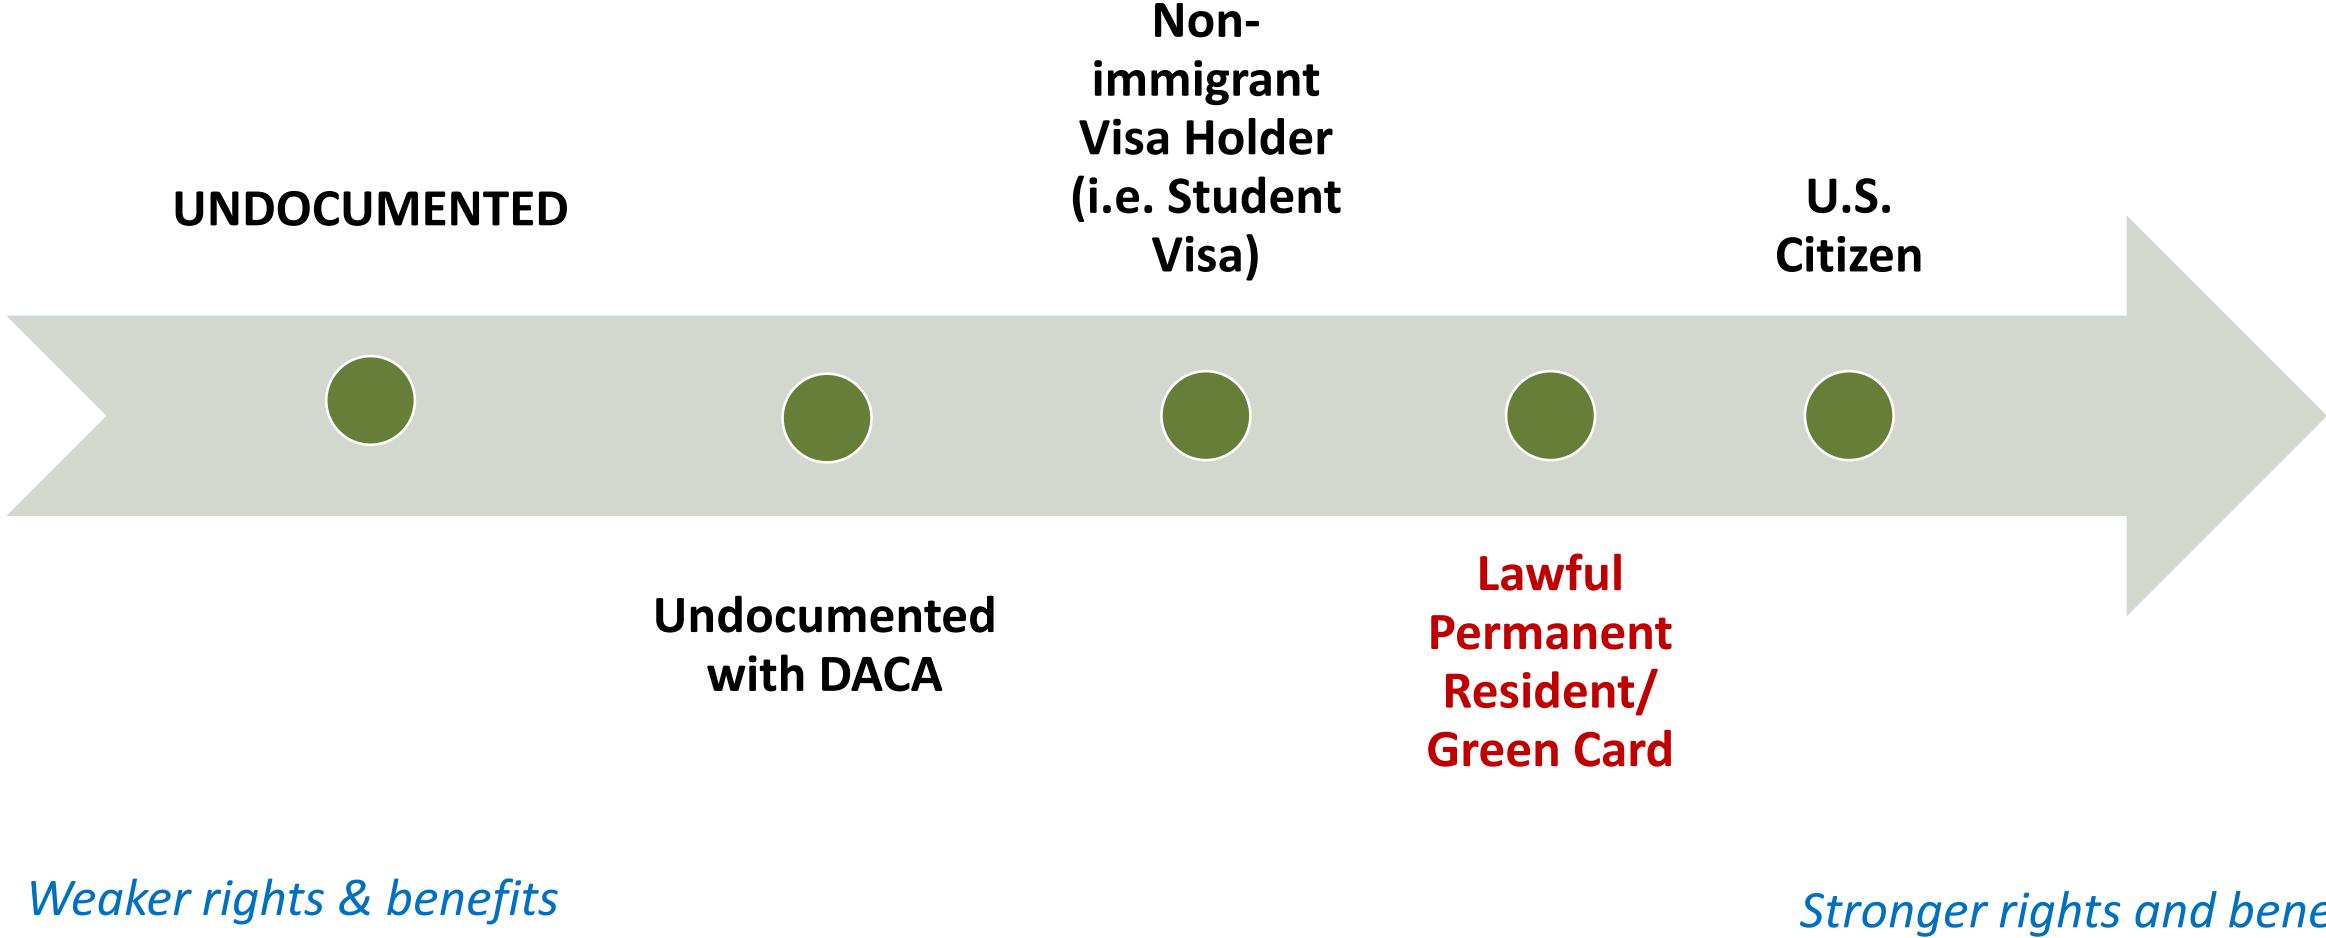 UNDOCUMENTED
Undocumented
with DACA
Non-
immigrant
Visa Holder
(i.e. Student
Visa)
Lawful
Permanent
Resident/
Green Card
U.S.
Citizen
Weaker rights & benefits
Stronger rights and bene